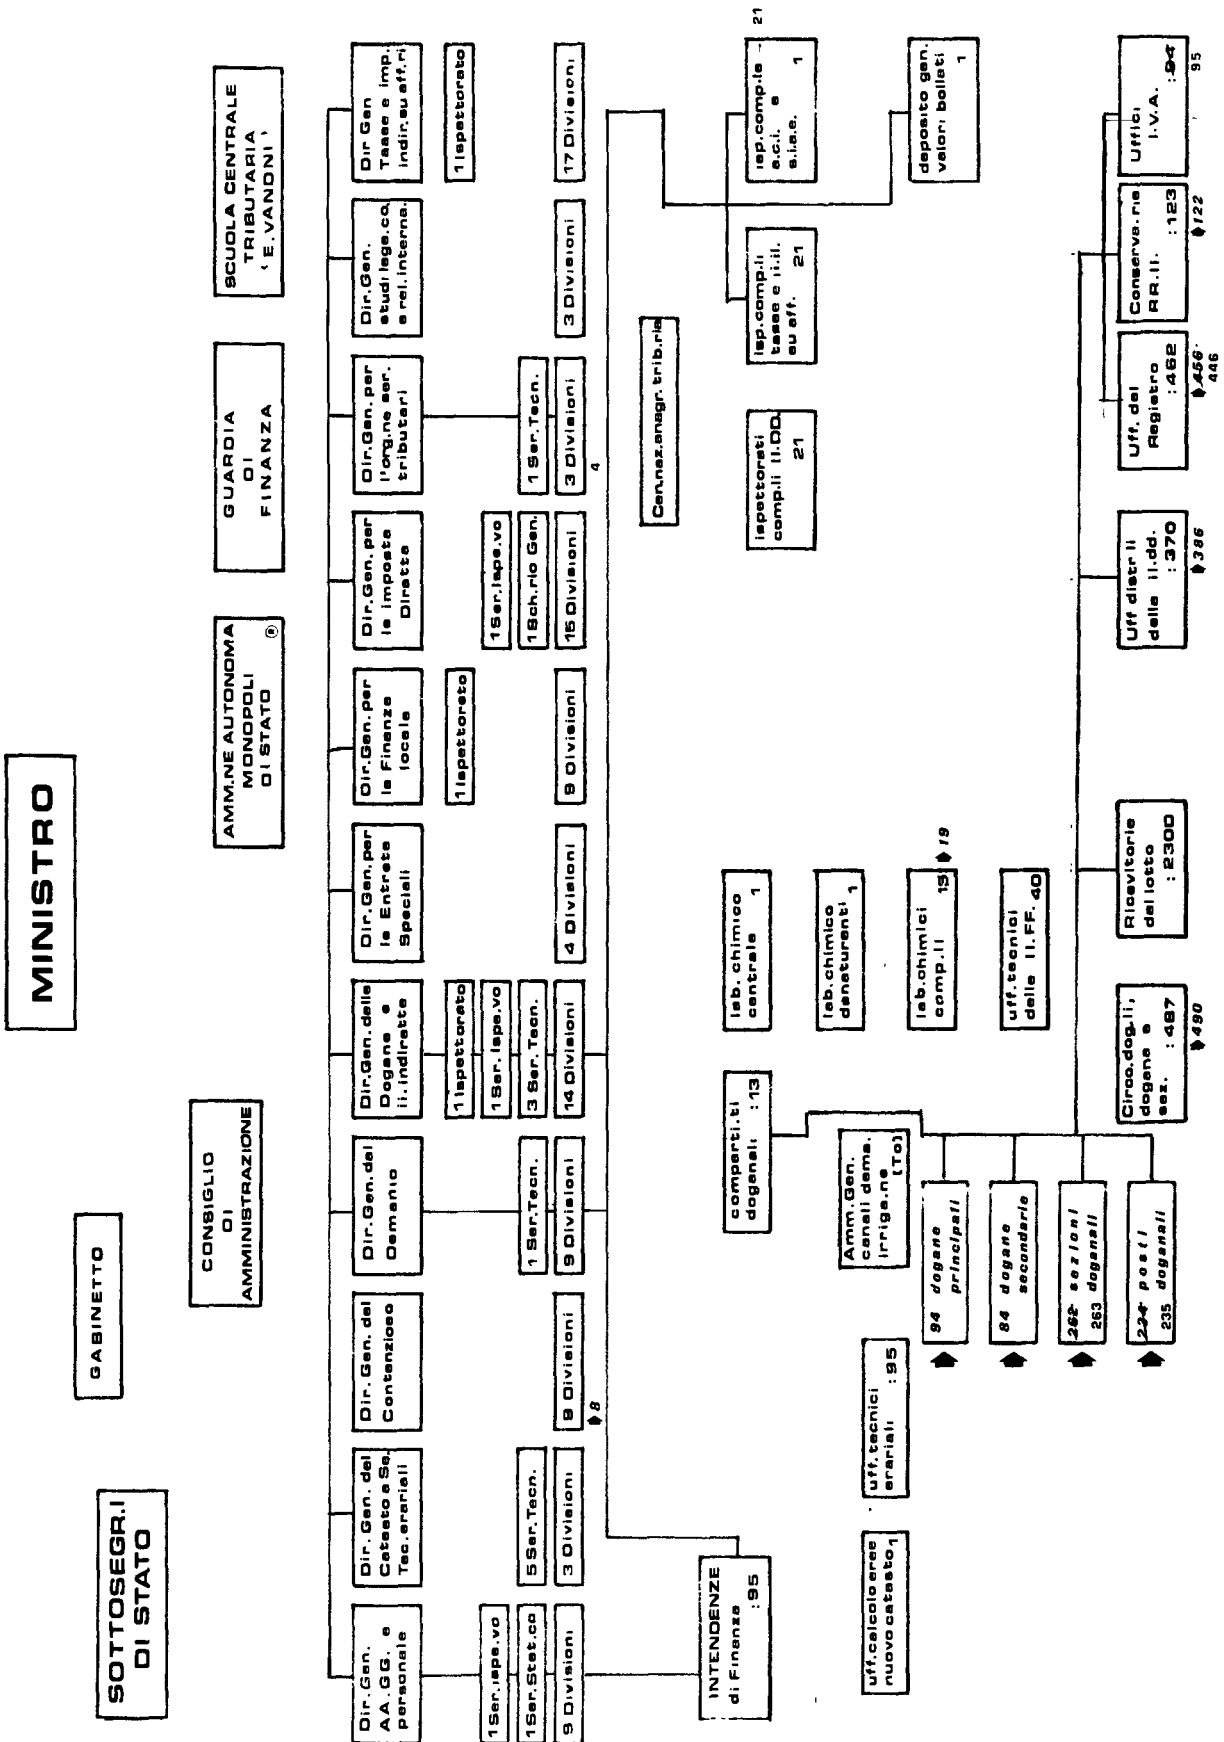 MINISTRO
SOTTOSEGR.I
DI STATO
GABINETTO
CONSIGLIO
DI
AMMINISTRAZIONE
AMM.NE AUTONOMA
MONOPOLI
DI STATO
®
GUARDIA
DI
FINANZA
SCUOLA CENTRALE
TRIBUTARIA
'E.VANONI'
Dir.Gen.
AA.GG. e
personale
Dir. Gen. del
Catasto e Se.
Tec.erariali
Dir. Gen. del
Contenzioso
Dir.Gen.del
Demanio
Dir.Gen.delle
Dogane e
ii.indirette
Dir.Gen.per
le Entrate
Speciali
Dir.Gen.per
la Finanza
locale
Dir.Gen.per
le imposte
Dirette
Dir.Gen.per
l'org.ne ser.
tributari
Dir.Gen.
studi lege.co.
e rel.interna.
Dir Gen
Tasse e imp.
indir.su aff.ri
1 Ispettorato
1 Ispettorato
1 Ispettorato
1 Ser.ispe.vo
1 Ser. Ispe.vo
1 Ser.Ispe.vo
1 Ser.Stat.co
5 Ser.Tecn.
1 Ser.Tecn.
3 Ser.Tecn.
1 Sch.rio Gen.
1 Ser.Tecn.
9 Divisioni
3 Divisioni
9 Divisioni
9 Divisioni
14 Divisioni
4 Divisioni
9 Divisioni
15 Divisioni
3 Divisioni
3 Divisioni
17 Divisioni
8
4
Cen.naz.anagr.trib.ria
INTENDENZE
di Finanza :95
comparti.ti
doganali :13
lab. chimico
centrale 1
ispettorati
comp.li II.DD.
21
isp.comp.li
tasse e ii.ii.
su aff. 21
isp.comp.le -
a.c.i. e
s.i.a.e. 1
21
lab.chimico
denaturanti 1
uff.calcolo aree
nuovo catasto 1
uff.tecnici
erariali :95
Amm.Gen.
canali dema.
irriga.ne
(To)
lab.chimici
comp.li 15
19
deposito gen.
valori bollati
1
94 dogane
principali
84 dogane
secondarie
262 sezioni
263 doganali
234 posti
235 doganali
uff.tecnici
delle II.FF. 40
Circo.dog.li,
dogane e
sez. :487
490
Ricevitorie
del lotto
:2300
Uff distr li
delle ii.dd.
:370
386
Uff. del
Registro
:462
456
446
Conserva.rie
RR.II.
:123
122
Uffici
I.V.A.
:94
95